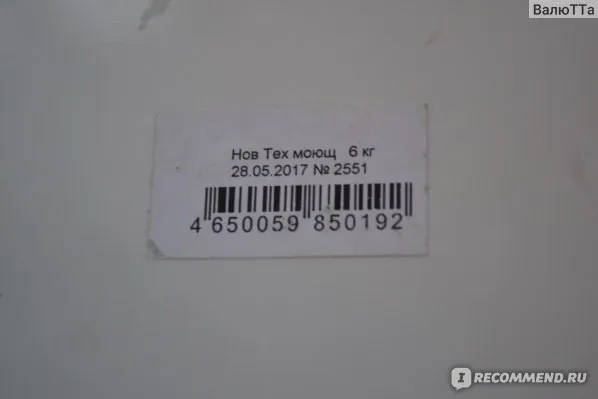 ВалюТТа
Нов Тех моющ 6 кг
28.05.2017 № 2551
4 650059 850192
RECOMMEND.RU